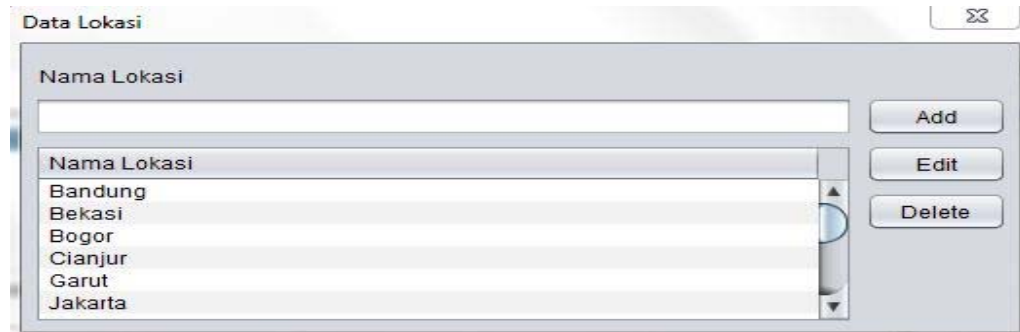 Data Lokasi
Nama Lokasi
Add
Nama Lokasi
Edit
Bandung
Bekasi
Delete
Bogor
Cianjur
Garut
Jakarta